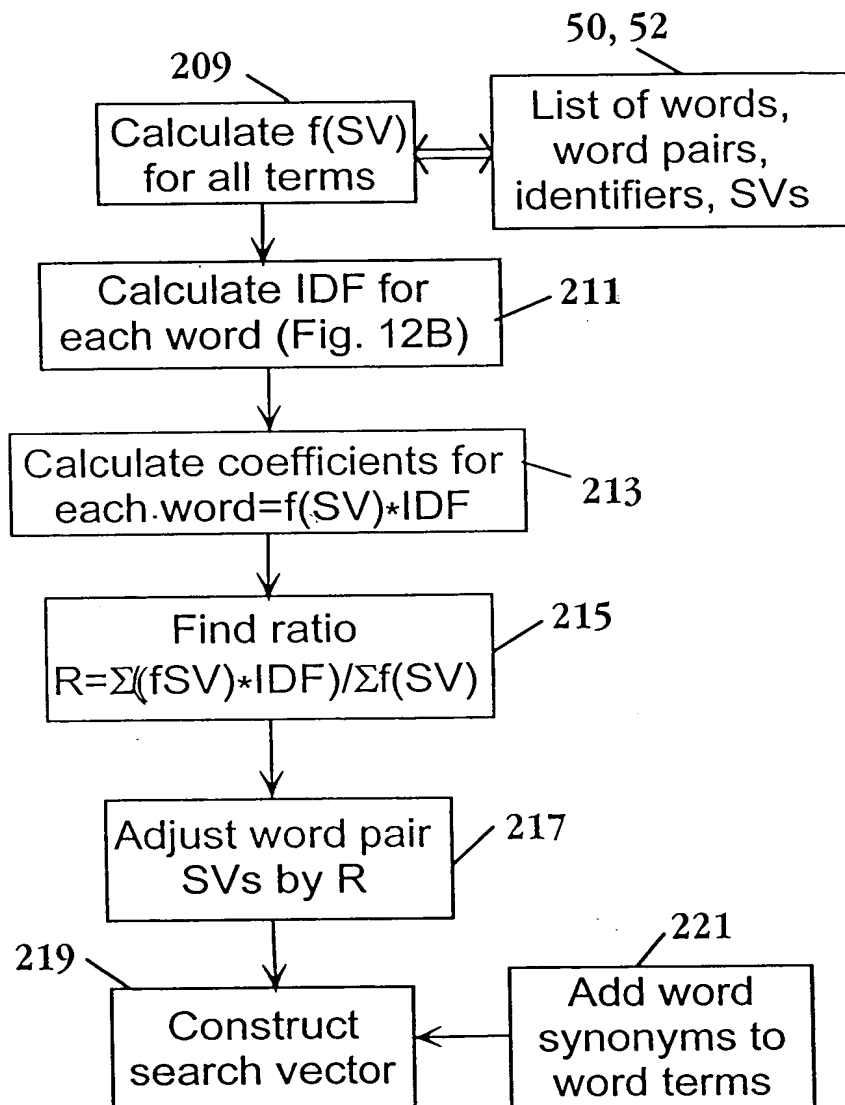 50, 52
209
Calculate f(SV)
for all terms
List of words,
word pairs,
identifiers, SVs
Calculate IDF for
each word (Fig. 12B)
211
Calculate coefficients for
each.word=f(SV)*IDF
213
Find ratio
R=Σ((fSV)*IDF)/Σf(SV)
215
Adjust word pair
SVs by R
217
219
Construct
search vector
221
Add word
synonyms to
word terms